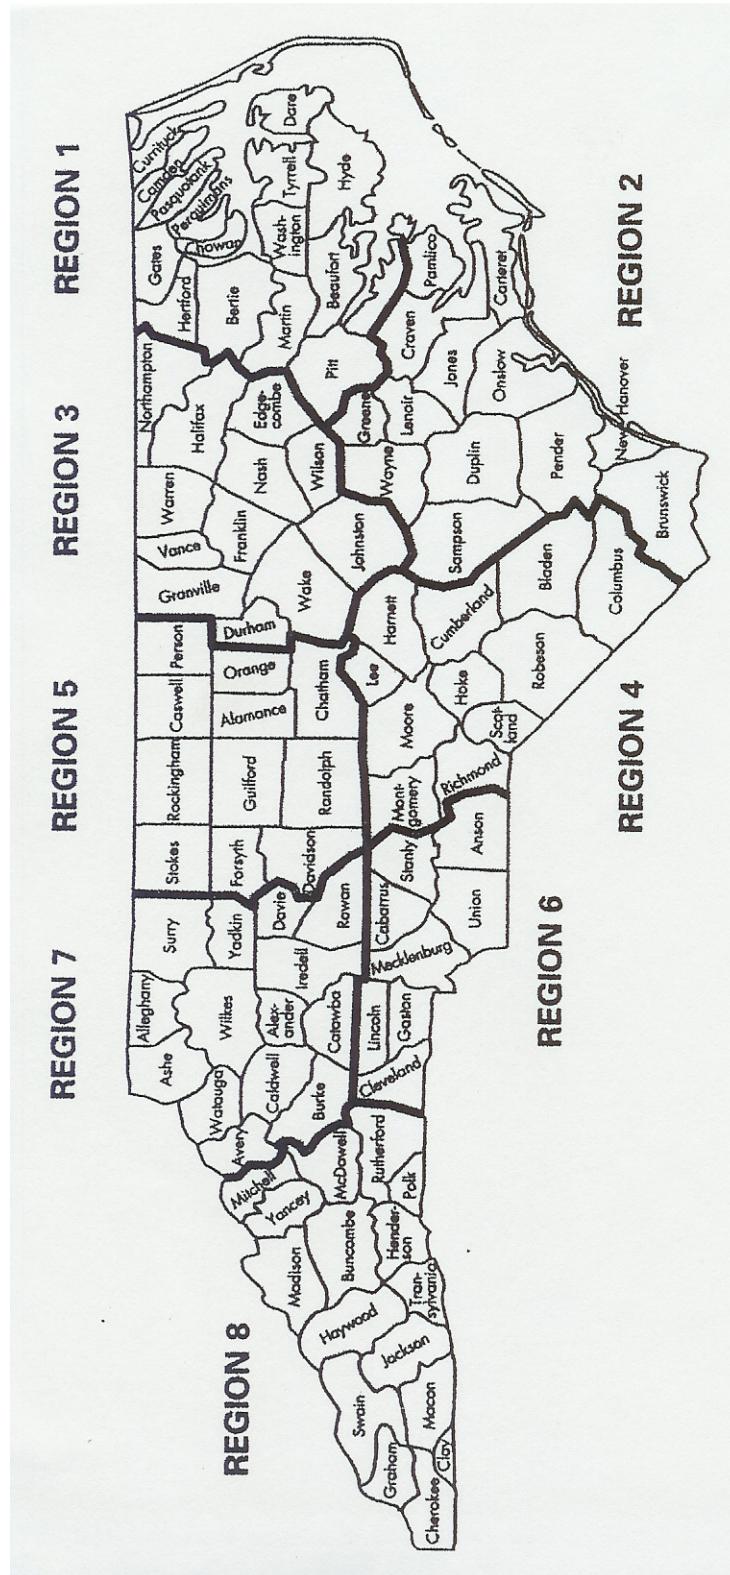 REGION 7
REGION 5
REGION 3
REGION 1
REGION 8
Cherokee
Graham
Clay
Swain
Macon
Jackson
Haywood
Tran-
sylvania
Madison
Buncombe
Hender-
son
Yancey
Mitchell
McDowell
Polk
Rutherford
Avery
Watauga
Ashe
Alleghany
Wilkes
Caldwell
Burke
Alex-
ander
Catawba
Surry
Yadkin
Iredell
Davie
Rowan
Cleveland
Lincoln
Gaston
Mecklenburg
Cabarrus
Stanly
Union
Anson
Stokes
Forsyth
Davidson
Rockingham
Guilford
Randolph
Caswell
Alamance
Chatham
Person
Orange
Durham
Granville
Vance
Warren
Franklin
Wake
Johnston
Northampton
Halifax
Nash
Edge-
combe
Wilson
Mont-
gomery
Richmond
Moore
Lee
Harnett
Hoke
Scot-
land
Cumberland
Robeson
Bladen
Columbus
Sampson
Wayne
Greene
Lenoir
Duplin
Pender
New Hanover
Brunswick
Jones
Onslow
Craven
Pamlico
Carteret
Hertford
Gates
Bertie
Martin
Pitt
Beaufort
Chowan
Perquimans
Pasquotank
Camden
Currituck
Wash-
ington
Tyrrell
Dare
Hyde
REGION 6
REGION 4
REGION 2